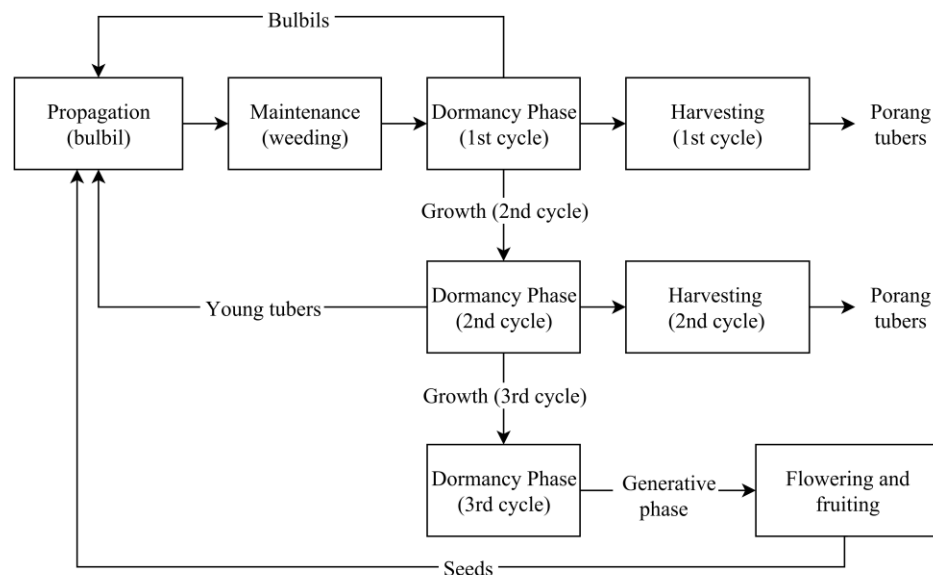 Bulbils
Propagation
(bulbil)
Maintenance
(weeding)
Dormancy Phase
(1st cycle)
Harvesting
(1st cycle)
Porang
tubers
Growth (2nd cycle)
Young tubers
Dormancy Phase
(2nd cycle)
Harvesting
(2nd cycle)
Porang
tubers
Growth (3rd cycle)
Dormancy Phase
(3rd cycle)
Generative
phase
Flowering and
fruiting
Seeds